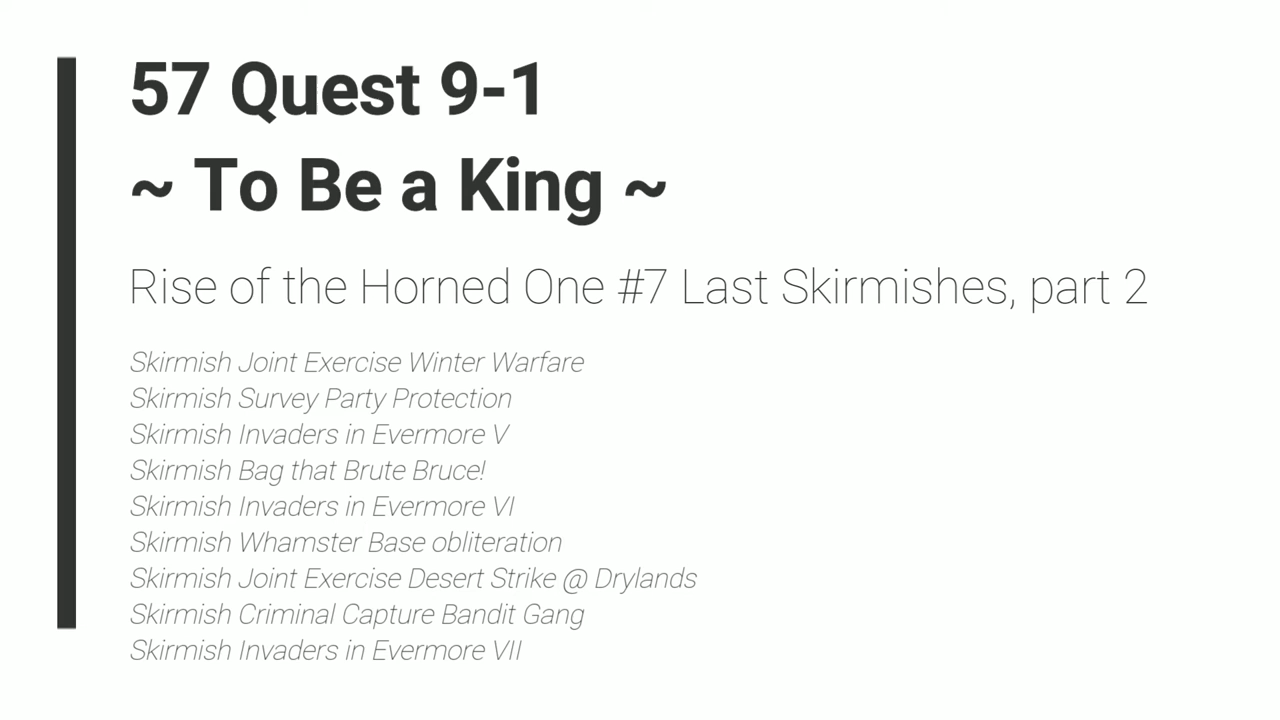 57 Quest 9-1
~ To Be a King ~
Rise of the Horned One #7 Last Skirmishes, part 2
Skirmish Joint Exercise Winter Warfare
Skirmish Survey Party Protection
Skirmish Invaders in Evermore V
Skirmish Bag that Brute Bruce!
Skirmish Invaders in Evermore VI
Skirmish Whamster Base obliteration
Skirmish Joint Exercise Desert Strike @ Drylands
Skirmish Criminal Capture Bandit Gang
Skirmish Invaders in Evermore VII